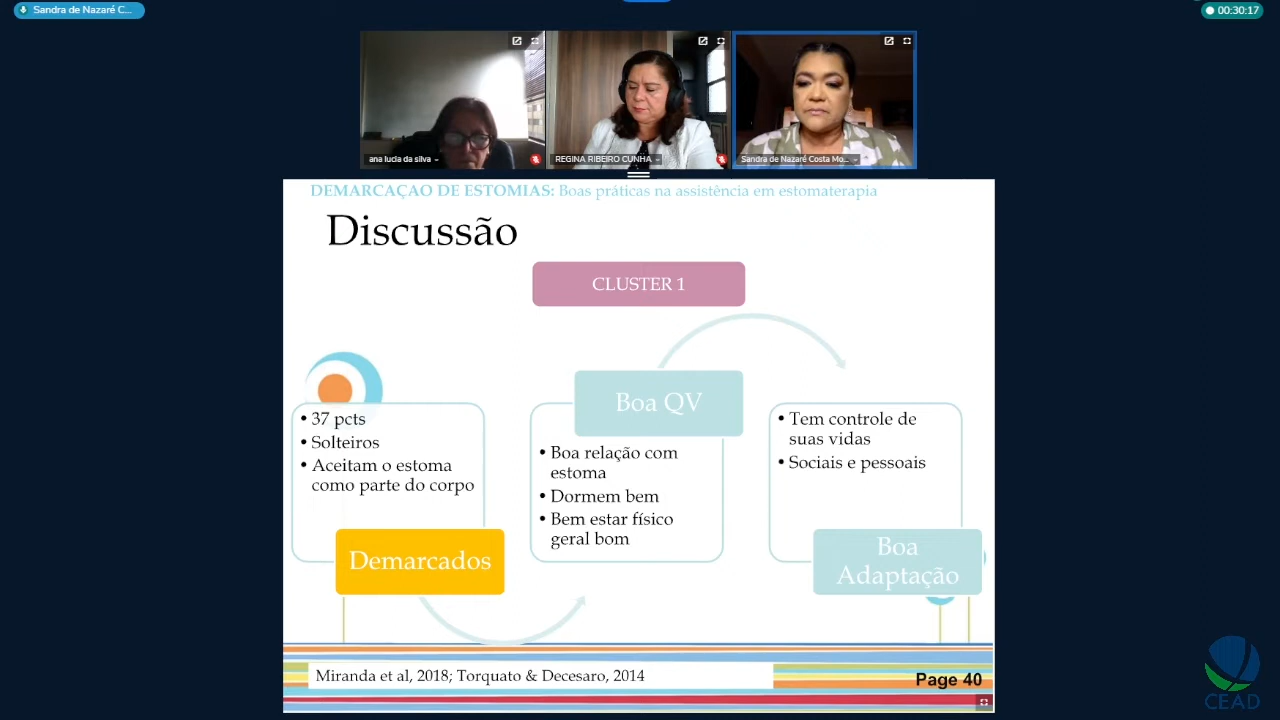 Sandra de Nazaré C...
00:30:17
ana lucia da silva
REGINA RIBEIRO CUNHA
Sandra de Nazaré Costa Mo...
DEMARCAÇAO DE ESTOMIAS: Boas práticas na assistência em estomaterapia
Discussão
CLUSTER 1
• 37 pcts
• Solteiros
• Aceitam o estoma
como parte do corpo
Demarcados
Boa QV
• Boa relação com
estoma
• Dormem bem
• Bem estar físico
geral bom
• Tem controle de
suas vidas
• Sociais e pessoais
Boa
Adaptação
Miranda et al, 2018; Torquato & Decesaro, 2014
Page 40
CEAD